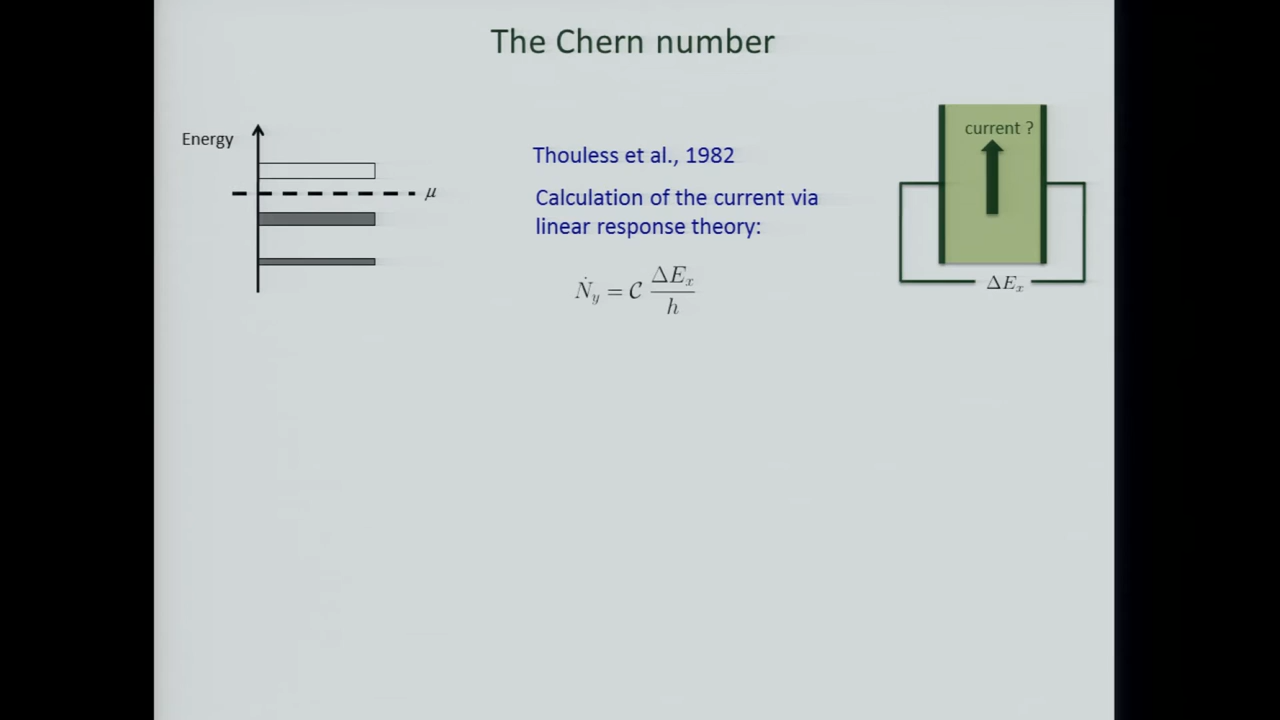 The Chern number
Energy
μ
Thouless et al., 1982
Calculation of the current via
linear response theory:
Ṅ_y = 𝒞 ΔE_x / h
current ?
ΔE_x